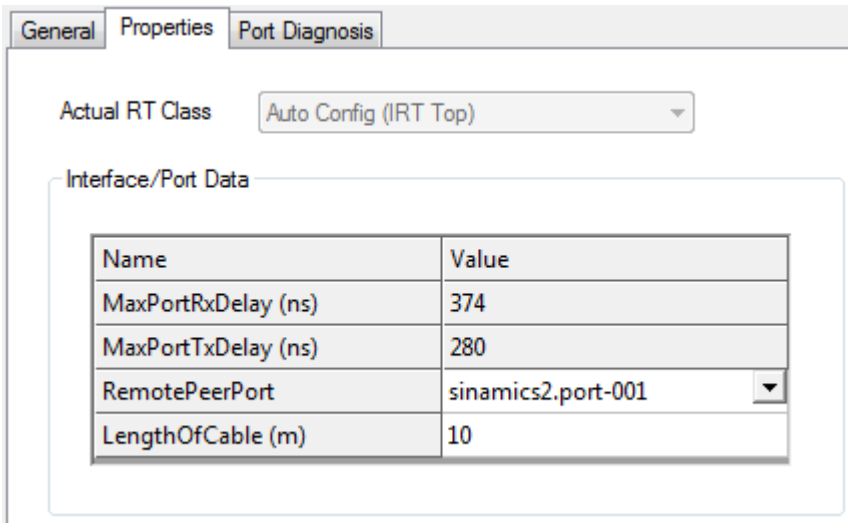 General Properties Port Diagnosis
Actual RT Class Auto Config (IRT Top)
Interface/Port Data
Name Value
MaxPortRxDelay (ns) 374
MaxPortTxDelay (ns) 280
RemotePeerPort sinamics2.port-001
LengthOfCable (m) 10